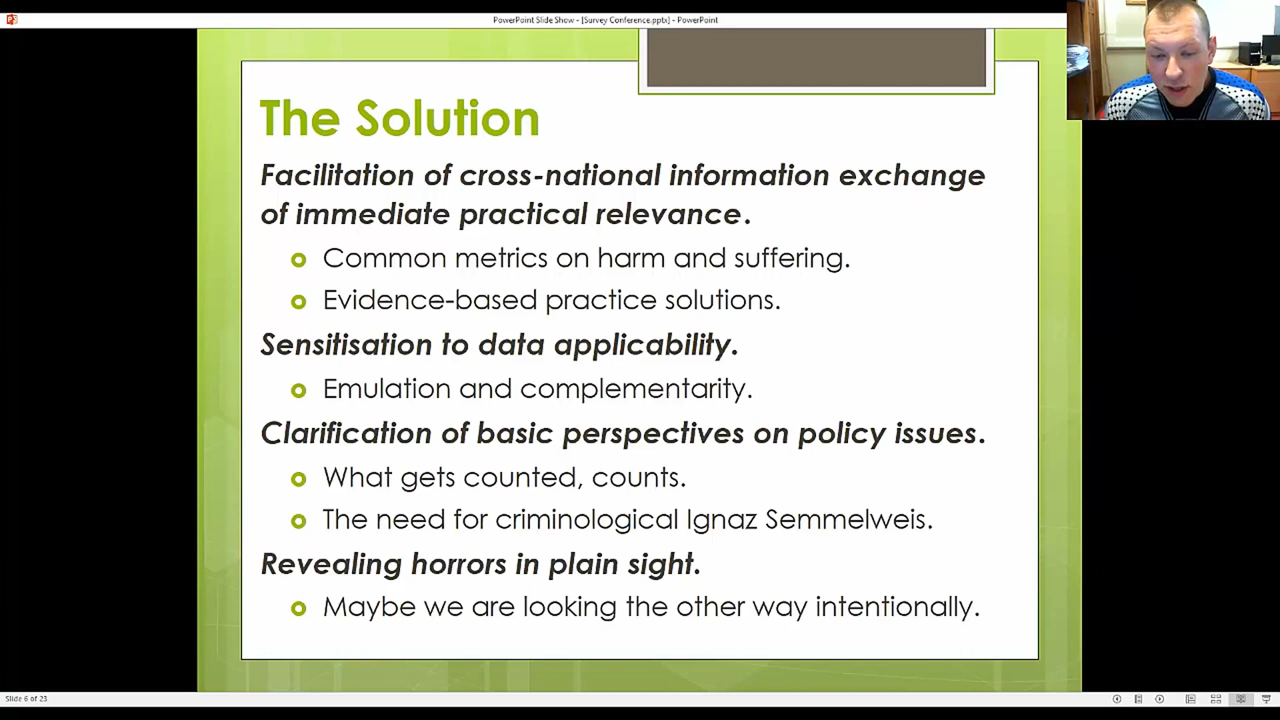 PowerPoint Slide Show - [Survey Conference.pptx] - PowerPoint
The Solution
Facilitation of cross-national information exchange
of immediate practical relevance.
Common metrics on harm and suffering.
Evidence-based practice solutions.
Sensitisation to data applicability.
Emulation and complementarity.
Clarification of basic perspectives on policy issues.
What gets counted, counts.
The need for criminological Ignaz Semmelweis.
Revealing horrors in plain sight.
Maybe we are looking the other way intentionally.
Slide 6 of 23